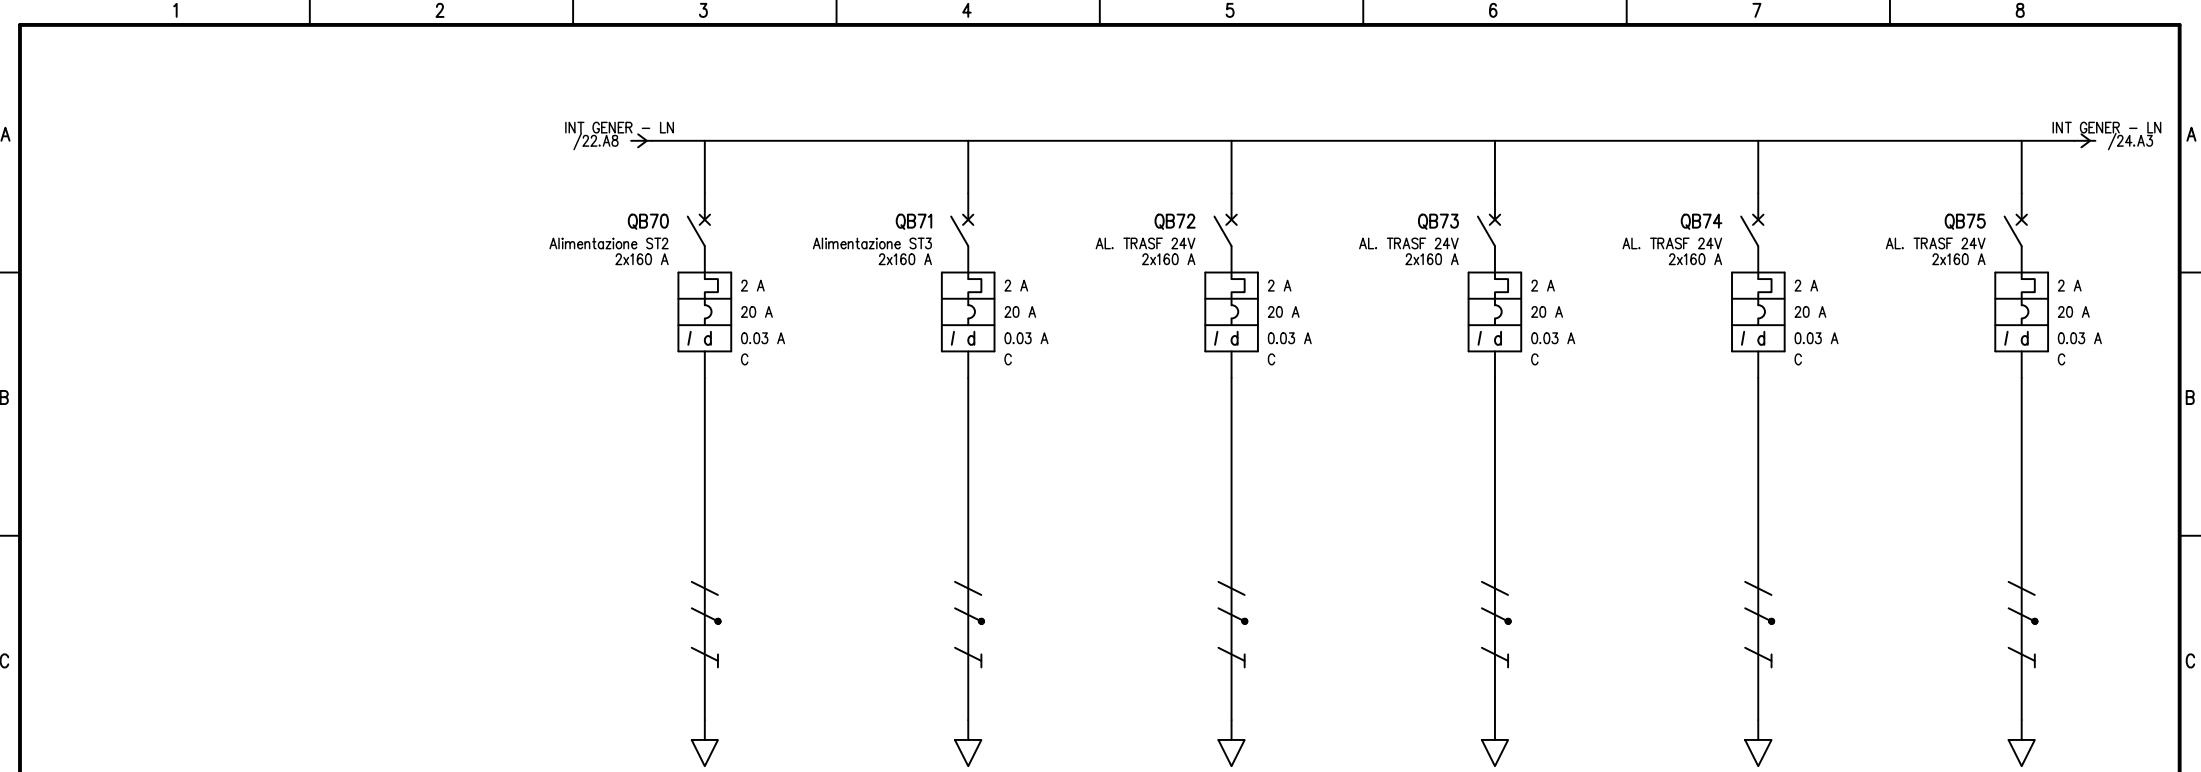 1 2 3 4 5 6 7 8
A A
INT GENER – LN INT GENER – LN
/22.A8 /24.A3
QB70 QB71 QB72 QB73 QB74 QB75
Alimentazione ST2 Alimentazione ST3 AL. TRASF 24V AL. TRASF 24V AL. TRASF 24V AL. TRASF 24V
2x160 A 2x160 A 2x160 A 2x160 A 2x160 A 2x160 A
2 A 2 A 2 A 2 A 2 A 2 A
20 A 20 A 20 A 20 A 20 A 20 A
I d 0.03 A I d 0.03 A I d 0.03 A I d 0.03 A I d 0.03 A I d 0.03 A
C C C C C C
B B
C C